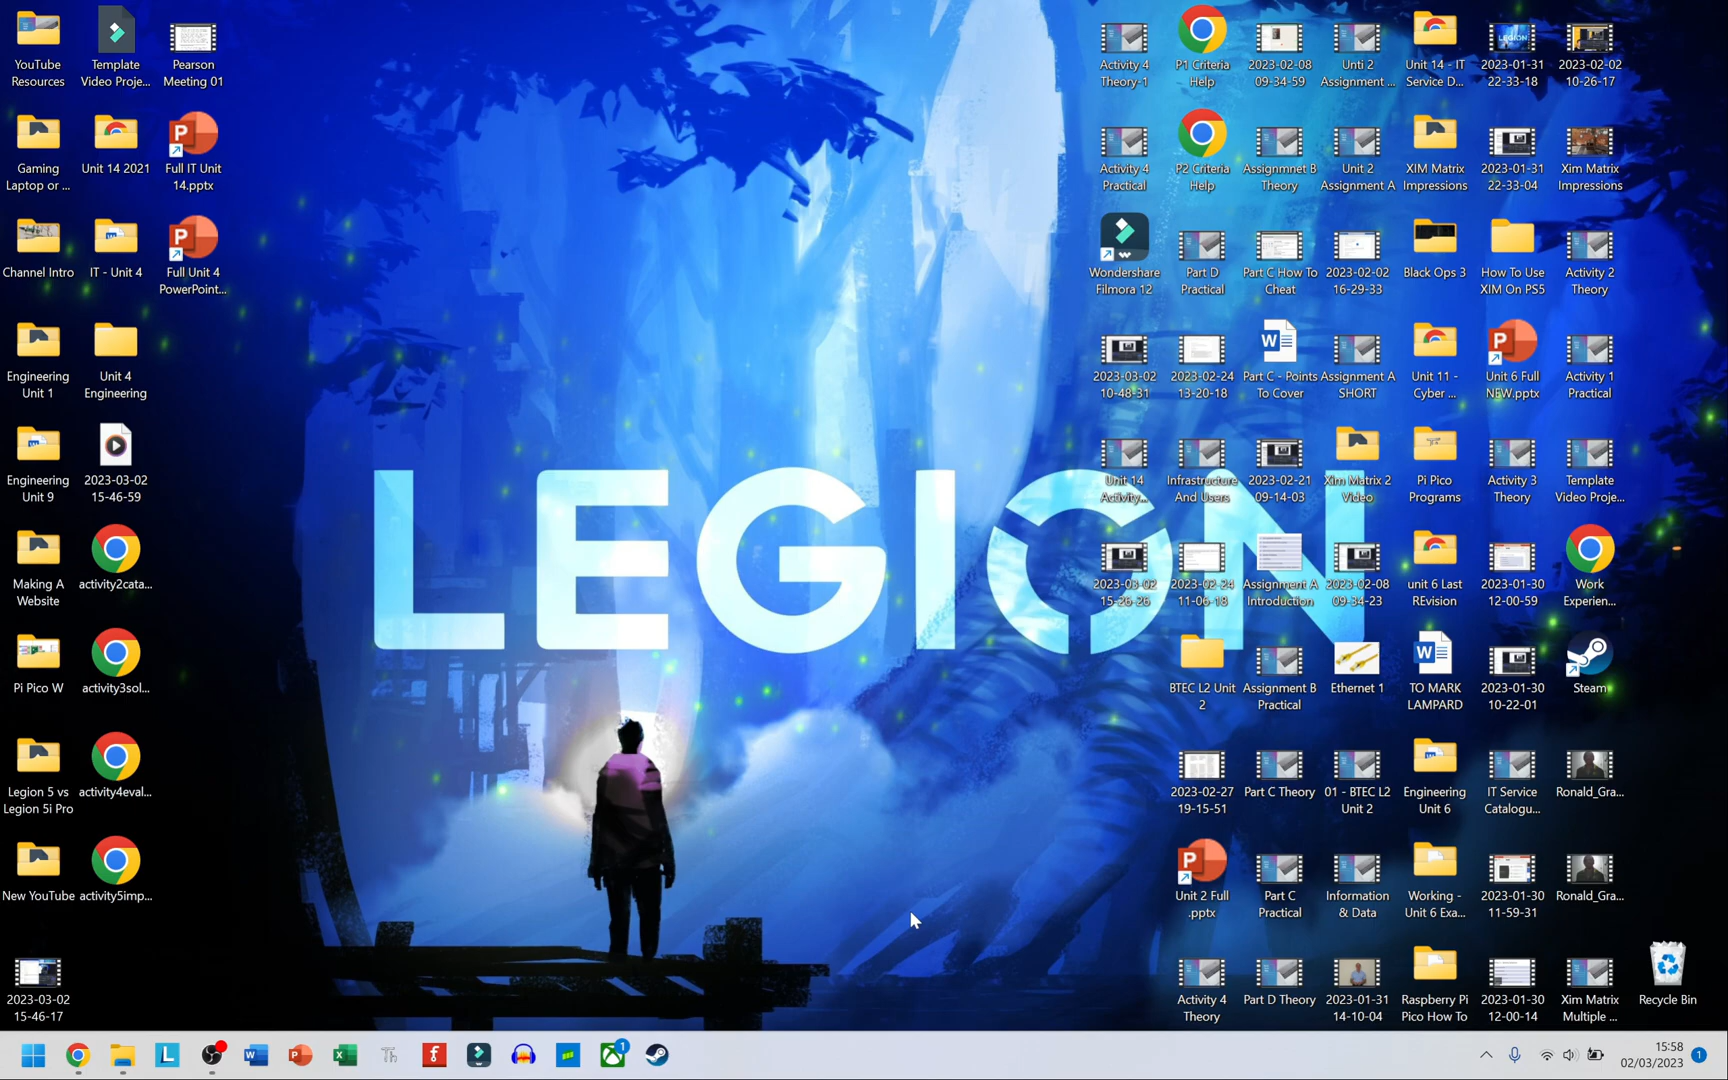 YouTube
Resources
Template
Video Proje...
Pearson
Meeting 01
Gaming
Laptop or ...
Unit 14 2021
Full IT Unit
14.pptx
Channel Intro
IT - Unit 4
Full Unit 4
PowerPoint...
Engineering
Unit 1
Unit 4
Engineering
Engineering
Unit 9
2023-03-02
15-46-59
Making A
Website
activity2cata...
Pi Pico W
activity3sol...
Legion 5 vs
Legion 5i Pro
activity4eval...
New YouTube
activity5imp...
2023-03-02
15-46-17
LEGION
Activity 4
Theory-1
P1 Criteria
Help
2023-02-08
09-34-59
Unti 2
Assignment ...
Unit 14 - IT
Service D...
2023-01-31
22-33-18
2023-02-02
10-26-17
Activity 4
Practical
P2 Criteria
Help
Assignmnet B
Theory
Unit 2
Assignment A
XIM Matrix
Impressions
2023-01-31
22-33-04
Xim Matrix
Impressions
Wondershare
Filmora 12
Part D
Practical
Part C How To
Cheat
2023-02-02
16-29-33
Black Ops 3
How To Use
XIM On PS5
Activity 2
Theory
2023-03-02
10-48-31
2023-02-24
13-20-18
Part C - Points
To Cover
Assignment A
SHORT
Unit 11 -
Cyber ...
Unit 6 Full
NEW.pptx
Activity 1
Practical
Unit 14
Activity...
Infrastructure
And Users
2023-02-21
09-14-03
Xim Matrix 2
Video
Pi Pico
Programs
Activity 3
Theory
Template
Video Proje...
2023-03-02
15-26-26
2023-02-24
11-06-18
Assignment A
Introduction
2023-02-08
09-34-23
unit 6 Last
REvision
2023-01-30
12-00-59
Work
Experien...
BTEC L2 Unit
2
Assignment B
Practical
Ethernet 1
TO MARK
LAMPARD
2023-01-30
10-22-01
Steam
2023-02-27
19-15-51
Part C Theory
01 - BTEC L2
Unit 2
Engineering
Unit 6
IT Service
Catalogu...
Ronald_Gra...
Unit 2 Full
.pptx
Part C
Practical
Information
& Data
Working -
Unit 6 Exa...
2023-01-30
11-59-31
Ronald_Gra...
Activity 4
Theory
Part D Theory
2023-01-31
14-10-04
Raspberry Pi
Pico How To
2023-01-30
12-00-14
Xim Matrix
Multiple ...
Recycle Bin
15:58
02/03/2023
1